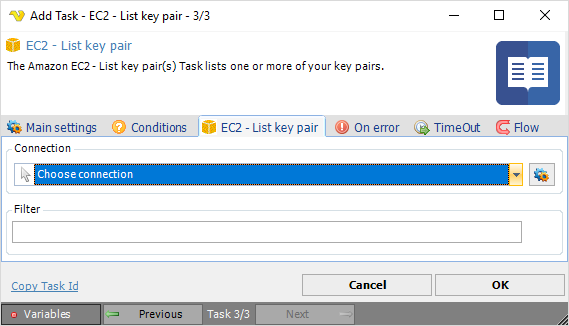 Add Task - EC2 - List key pair - 3/3
EC2 - List key pair
The Amazon EC2 - List key pair(s) Task lists one or more of your key pairs.
Main settings Conditions EC2 - List key pair On error TimeOut Flow
Connection
Choose connection
Filter
Copy Task Id Cancel OK
Variables Previous Task 3/3 Next